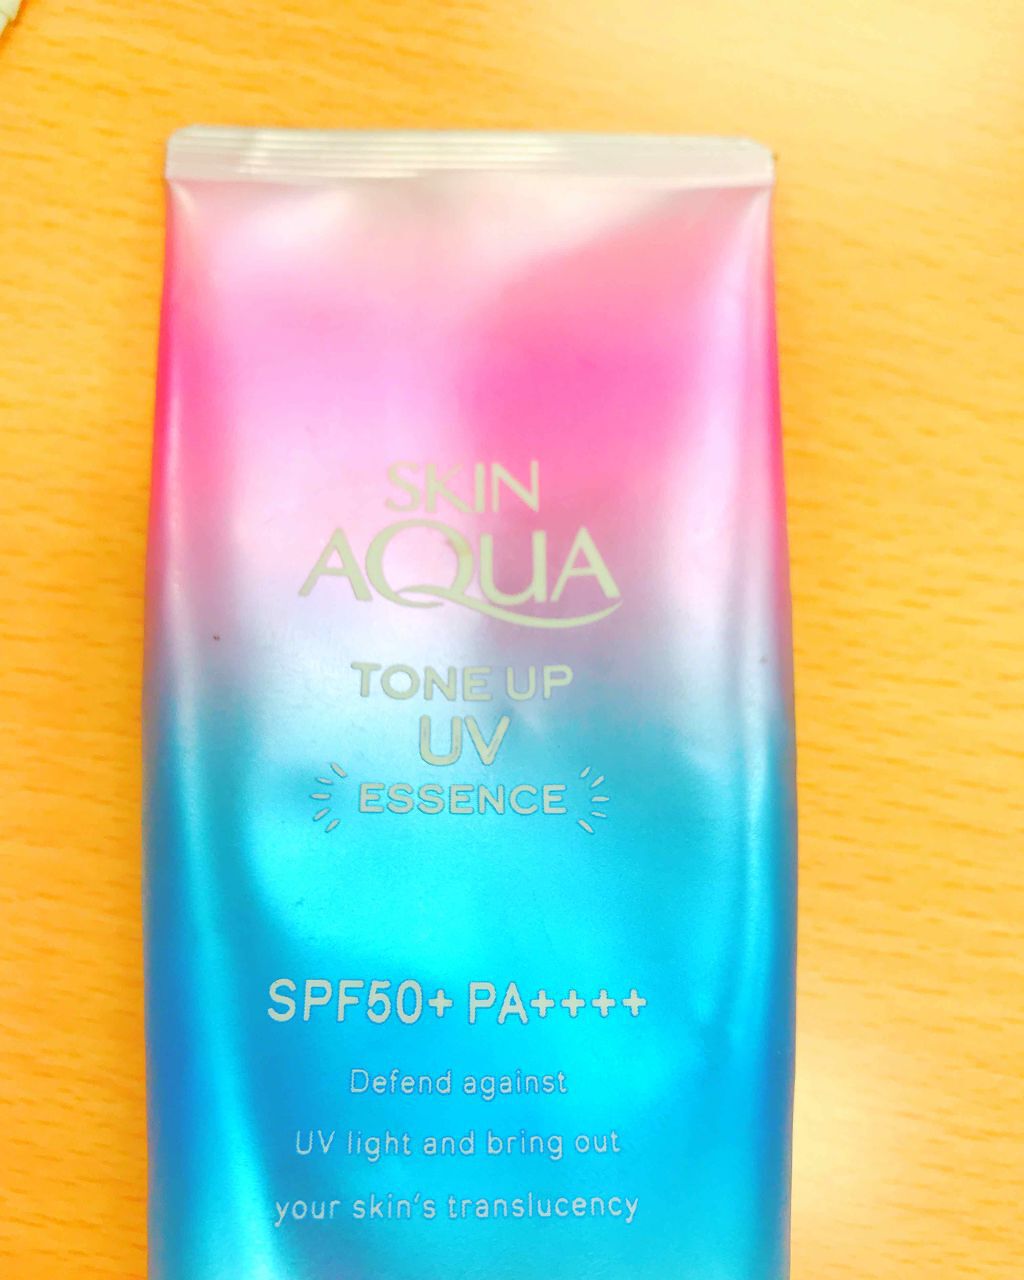 SKIN
AQUA
TONE UP
UV
ESSENCE
SPF50+ PA++++
Defend against
UV light and bring out
your skin's translucency